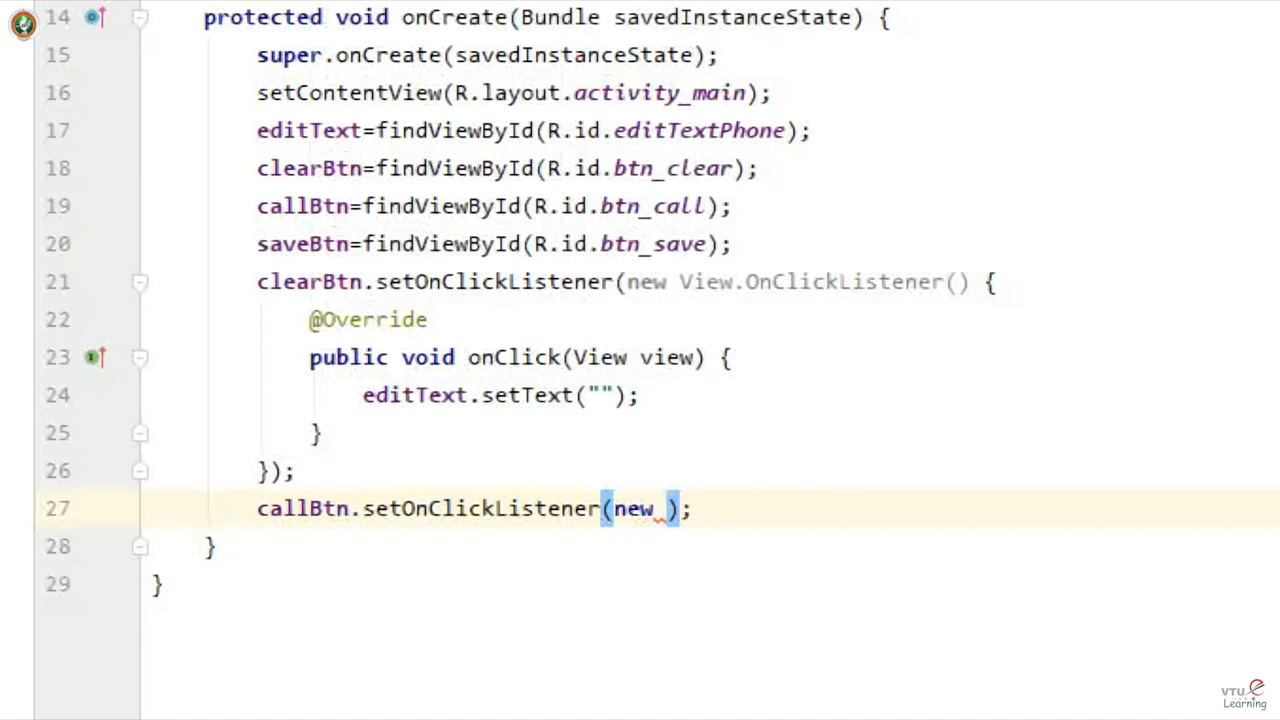 14 protected void onCreate(Bundle savedInstanceState) {
15 super.onCreate(savedInstanceState);
16 setContentView(R.layout.activity_main);
17 editText=findViewById(R.id.editTextPhone);
18 clearBtn=findViewById(R.id.btn_clear);
19 callBtn=findViewById(R.id.btn_call);
20 saveBtn=findViewById(R.id.btn_save);
21 clearBtn.setOnClickListener(new View.OnClickListener() {
22 @Override
23 public void onClick(View view) {
24 editText.setText("");
25 }
26 });
27 callBtn.setOnClickListener(new );
28 }
29 }
VTU e
Learning